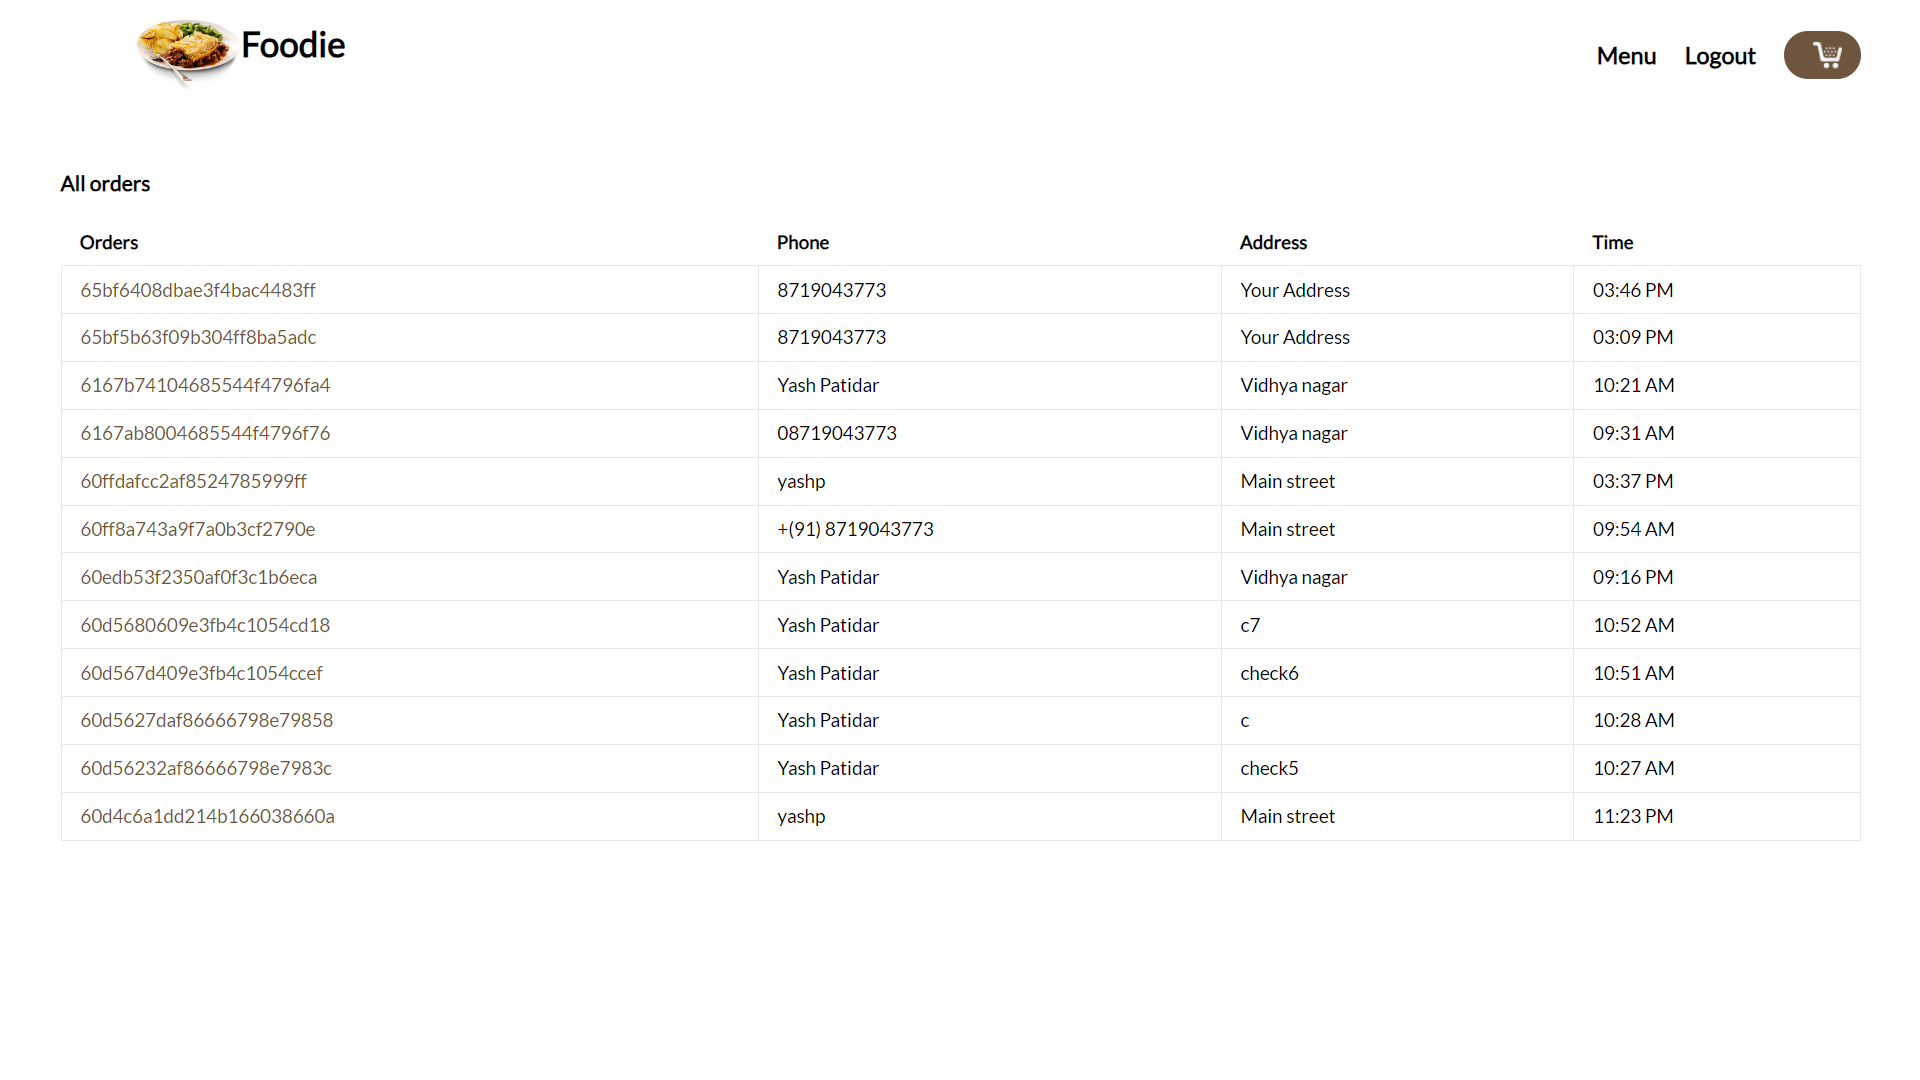 Foodie
Menu Logout
All orders
Orders Phone Address Time
65bf6408dbae3f4bac4483ff 8719043773 Your Address 03:46 PM
65bf5b63f09b304ff8ba5adc 8719043773 Your Address 03:09 PM
6167b74104685544f4796fa4 Yash Patidar Vidhya nagar 10:21 AM
6167ab8004685544f4796f76 08719043773 Vidhya nagar 09:31 AM
60ffdafcc2af8524785999ff yashp Main street 03:37 PM
60ff8a743a9f7a0b3cf2790e +(91) 8719043773 Main street 09:54 AM
60edb53f2350af0f3c1b6eca Yash Patidar Vidhya nagar 09:16 PM
60d5680609e3fb4c1054cd18 Yash Patidar c7 10:52 AM
60d567d409e3fb4c1054ccef Yash Patidar check6 10:51 AM
60d5627daf86666798e79858 Yash Patidar c 10:28 AM
60d56232af86666798e7983c Yash Patidar check5 10:27 AM
60d4c6a1dd214b166038660a yashp Main street 11:23 PM